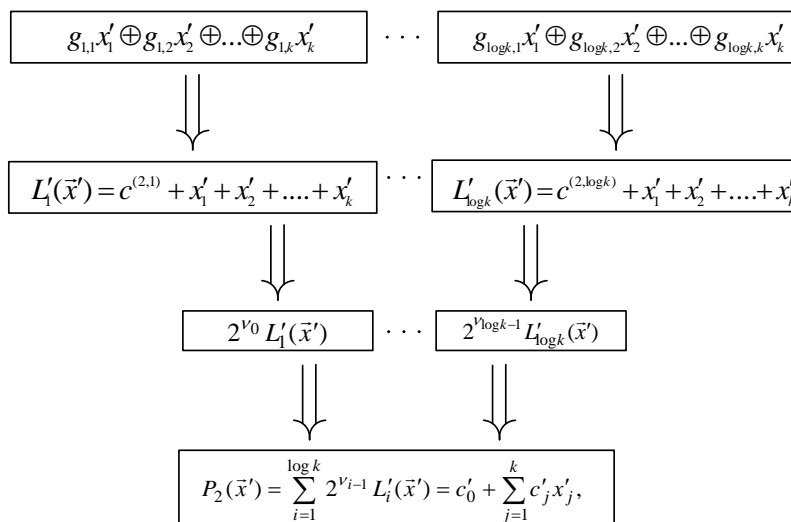 g_{1,1}x'_1 ⊕ g_{1,2}x'_2 ⊕ ... ⊕ g_{1,k}x'_k · · · g_{logk,1}x'_1 ⊕ g_{logk,2}x'_2 ⊕ ... ⊕ g_{logk,k}x'_k
L'_1(x⃗') = c^{(2,1)} + x'_1 + x'_2 + .... + x'_k · · · L'_{logk}(x⃗') = c^{(2,logk)} + x'_1 + x'_2 + .... + x'_k
2^{ν_0} L'_1(x⃗') · · · 2^{ν_{logk−1}} L'_{logk}(x⃗')
P_2(x⃗') = ∑_{i=1}^{log k} 2^{ν_{i−1}} L'_i(x⃗') = c'_0 + ∑_{j=1}^{k} c'_j x'_j,